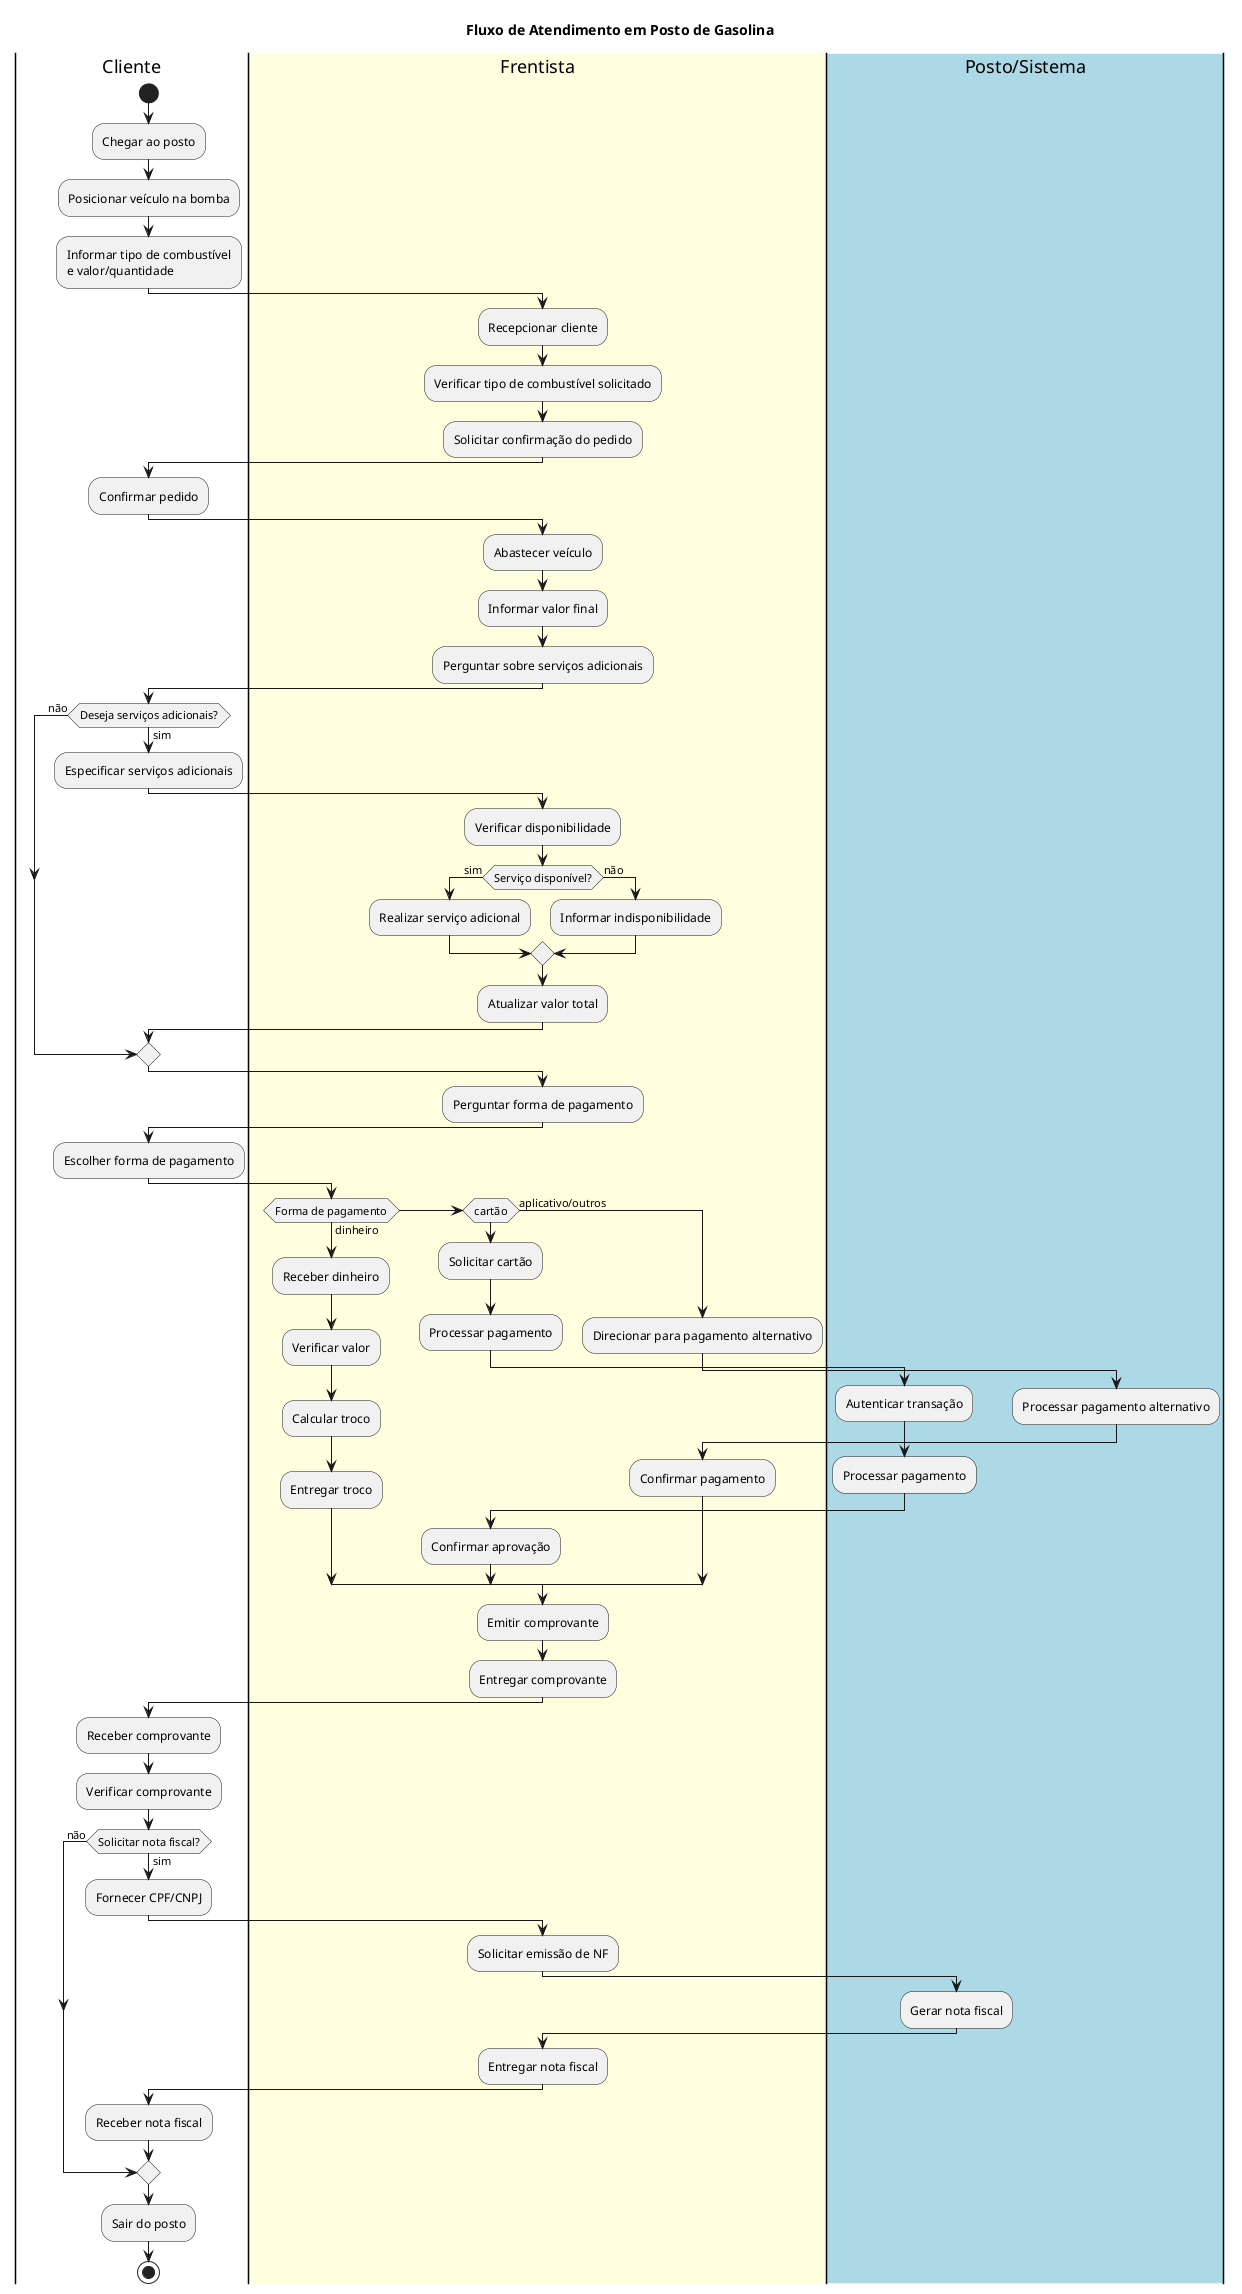 Fluxo de Atendimento em Posto de Gasolina
Cliente
Frentista
Posto/Sistema
Chegar ao posto
Posicionar veículo na bomba
Informar tipo de combustível
e valor/quantidade
Recepcionar cliente
Verificar tipo de combustível solicitado
Solicitar confirmação do pedido
Confirmar pedido
Abastecer veículo
Informar valor final
Perguntar sobre serviços adicionais
não
Deseja serviços adicionais?
sim
Especificar serviços adicionais
Verificar disponibilidade
sim
Serviço disponível?
não
Realizar serviço adicional
Informar indisponibilidade
Atualizar valor total
Perguntar forma de pagamento
Escolher forma de pagamento
Forma de pagamento
cartão
aplicativo/outros
dinheiro
Receber dinheiro
Solicitar cartão
Verificar valor
Processar pagamento
Direcionar para pagamento alternativo
Calcular troco
Autenticar transação
Processar pagamento alternativo
Entregar troco
Confirmar pagamento
Processar pagamento
Confirmar aprovação
Emitir comprovante
Entregar comprovante
Receber comprovante
Verificar comprovante
não
Solicitar nota fiscal?
sim
Fornecer CPF/CNPJ
Solicitar emissão de NF
Gerar nota fiscal
Entregar nota fiscal
Receber nota fiscal
Sair do posto